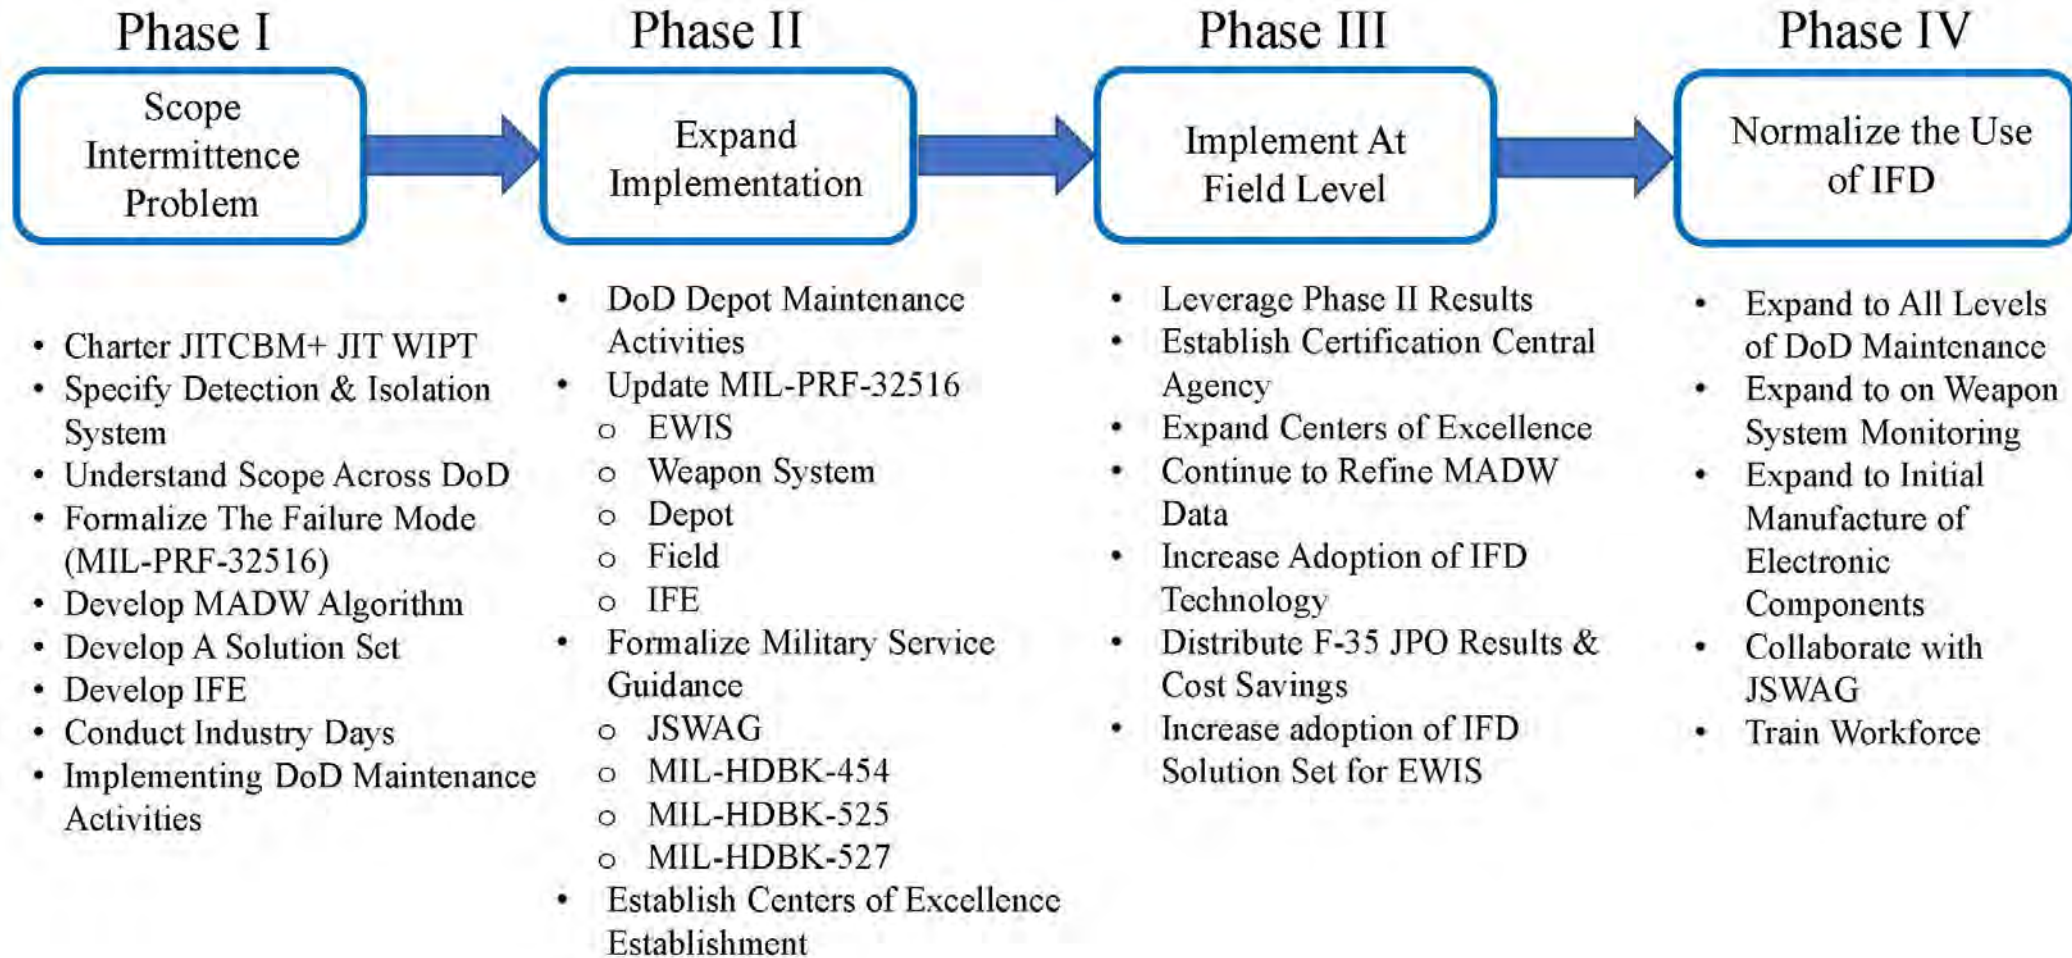 Phase I
Scope
Intermittence
Problem
• Charter JITCBM+ JIT WIPT
• Specify Detection & Isolation
System
• Understand Scope Across DoD
• Formalize The Failure Mode
(MIL-PRF-32516)
• Develop MADW Algorithm
• Develop A Solution Set
• Develop IFE
• Conduct Industry Days
• Implementing DoD Maintenance
Activities
Phase II
Expand
Implementation
• DoD Depot Maintenance
Activities
• Update MIL-PRF-32516
o EWIS
o Weapon System
o Depot
o Field
o IFE
• Formalize Military Service
Guidance
o JSWAG
o MIL-HDBK-454
o MIL-HDBK-525
o MIL-HDBK-527
• Establish Centers of Excellence
Establishment
Phase III
Implement At
Field Level
• Leverage Phase II Results
• Establish Certification Central
Agency
• Expand Centers of Excellence
• Continue to Refine MADW
Data
• Increase Adoption of IFD
Technology
• Distribute F-35 JPO Results &
Cost Savings
• Increase adoption of IFD
Solution Set for EWIS
Phase IV
Normalize the Use
of IFD
• Expand to All Levels
of DoD Maintenance
• Expand to on Weapon
System Monitoring
• Expand to Initial
Manufacture of
Electronic
Components
• Collaborate with
JSWAG
• Train Workforce